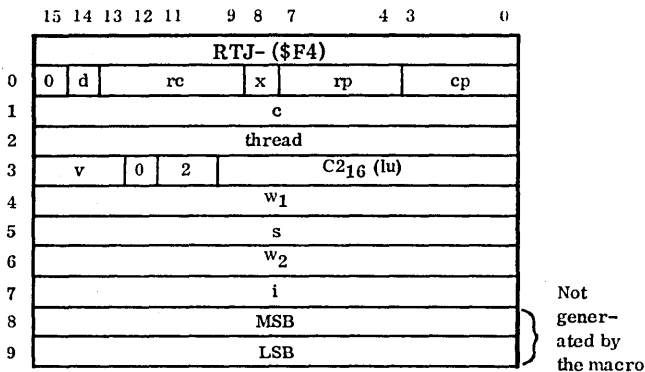 15 14 13 12 11 9 8 7 4 3 0
RTJ- ($F4)
0 0 d rc x rp cp
1 c
2 thread
3 v 0 2 C2₁₆ (lu)
4 w₁
5 s
6 w₂
7 i
8 MSB
9 LSB
Not
gener-
ated by
the macro